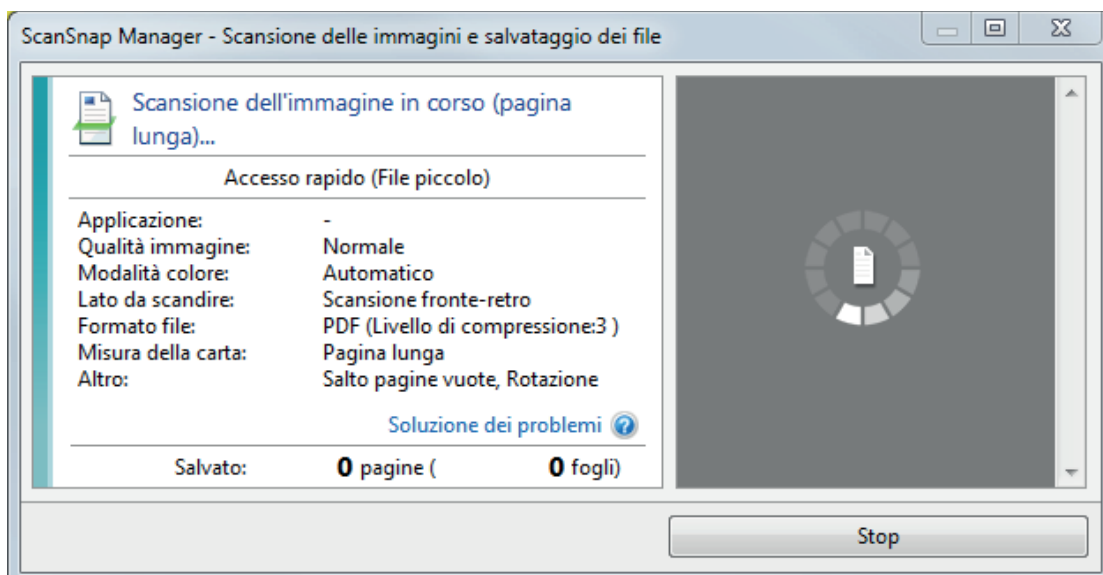 ScanSnap Manager - Scansione delle immagini e salvataggio dei file
Scansione dell'immagine in corso (pagina
lunga)...
Accesso rapido (File piccolo)
Applicazione: -
Qualità immagine: Normale
Modalità colore: Automatico
Lato da scandire: Scansione fronte-retro
Formato file: PDF (Livello di compressione:3 )
Misura della carta: Pagina lunga
Altro: Salto pagine vuote, Rotazione
Soluzione dei problemi ?
Salvato: 0 pagine ( 0 fogli)
Stop